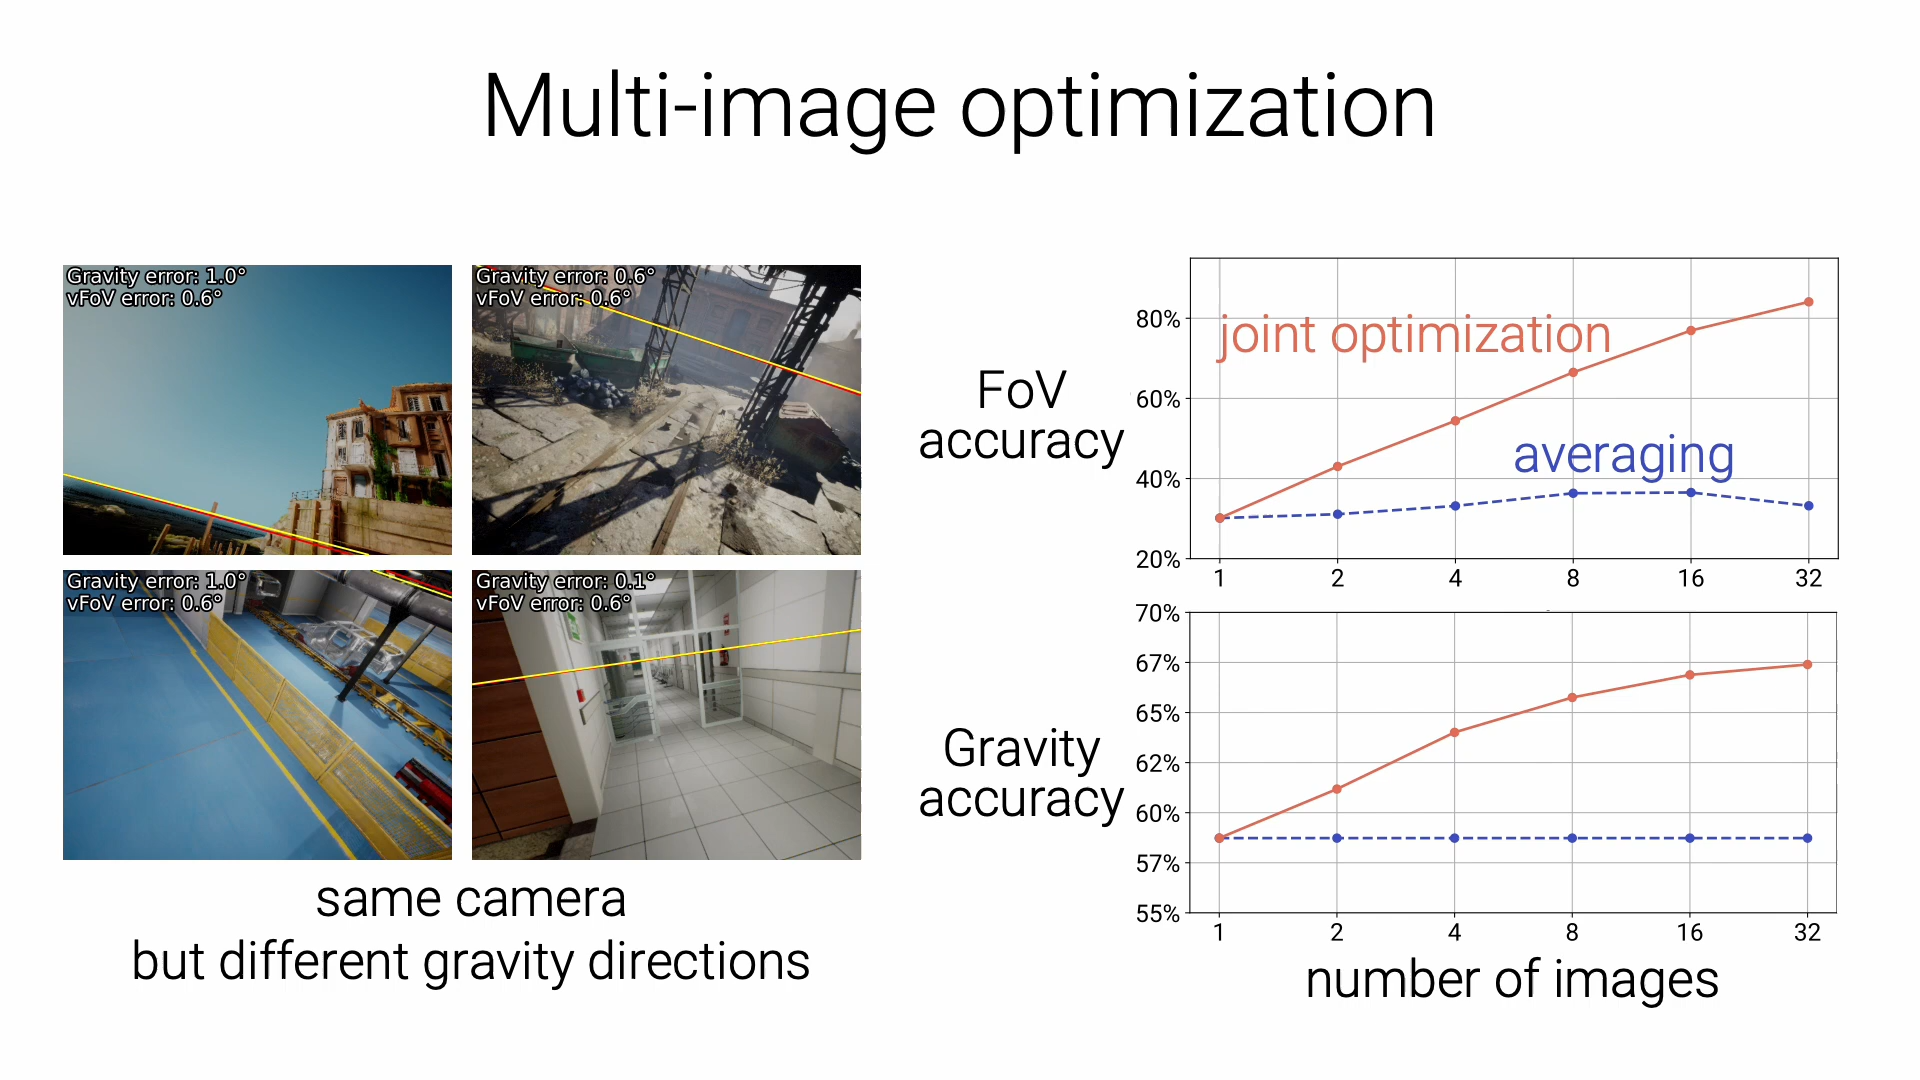 Multi-image optimization
Gravity error: 1.0°
vFoV error: 0.6°
Gravity error: 0.6°
vFoV error: 0.6°
Gravity error: 1.0°
vFoV error: 0.6°
Gravity error: 0.1°
vFoV error: 0.6°
same camera
but different gravity directions
FoV
accuracy
80%
60%
40%
20%
joint optimization
averaging
1 2 4 8 16 32
Gravity
accuracy
70%
67%
65%
62%
60%
57%
55%
1 2 4 8 16 32
number of images